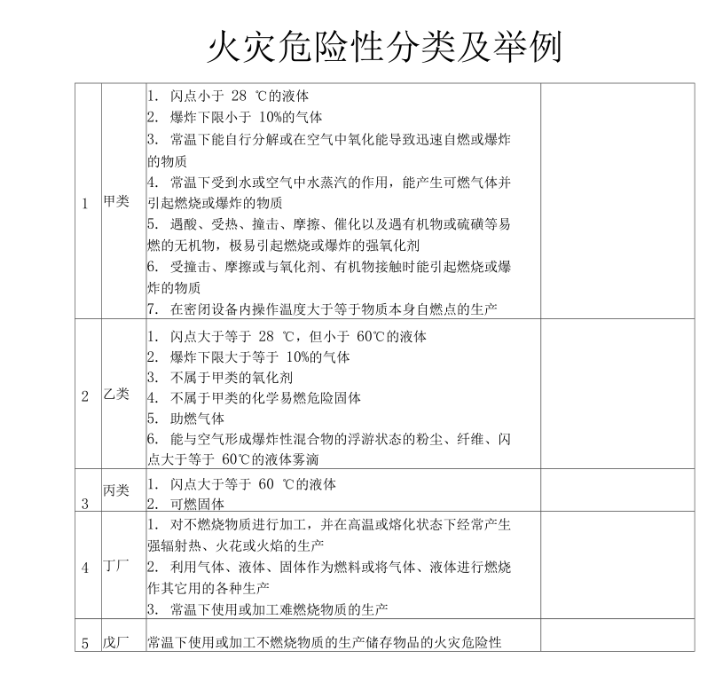 火灾危险性分类及举例
1 甲类
1. 闪点小于 28 ℃的液体
2. 爆炸下限小于 10%的气体
3. 常温下能自行分解或在空气中氧化能导致迅速自燃或爆炸
的物质
4. 常温下受到水或空气中水蒸汽的作用，能产生可燃气体并
引起燃烧或爆炸的物质
5. 遇酸、受热、撞击、摩擦、催化以及遇有机物或硫磺等易
燃的无机物，极易引起燃烧或爆炸的强氧化剂
6. 受撞击、摩擦或与氧化剂、有机物接触时能引起燃烧或爆
炸的物质
7. 在密闭设备内操作温度大于等于物质本身自燃点的生产
2 乙类
1. 闪点大于等于 28 ℃，但小于 60℃的液体
2. 爆炸下限大于等于 10%的气体
3. 不属于甲类的氧化剂
4. 不属于甲类的化学易燃危险固体
5. 助燃气体
6. 能与空气形成爆炸性混合物的浮游状态的粉尘、纤维、闪
点大于等于 60℃的液体雾滴
3 丙类
1. 闪点大于等于 60 ℃的液体
2. 可燃固体
4 丁厂
1. 对不燃烧物质进行加工，并在高温或熔化状态下经常产生
强辐射热、火花或火焰的生产
2. 利用气体、液体、固体作为燃料或将气体、液体进行燃烧
作其它用的各种生产
3. 常温下使用或加工难燃烧物质的生产
5 戊厂 常温下使用或加工不燃烧物质的生产储存物品的火灾危险性